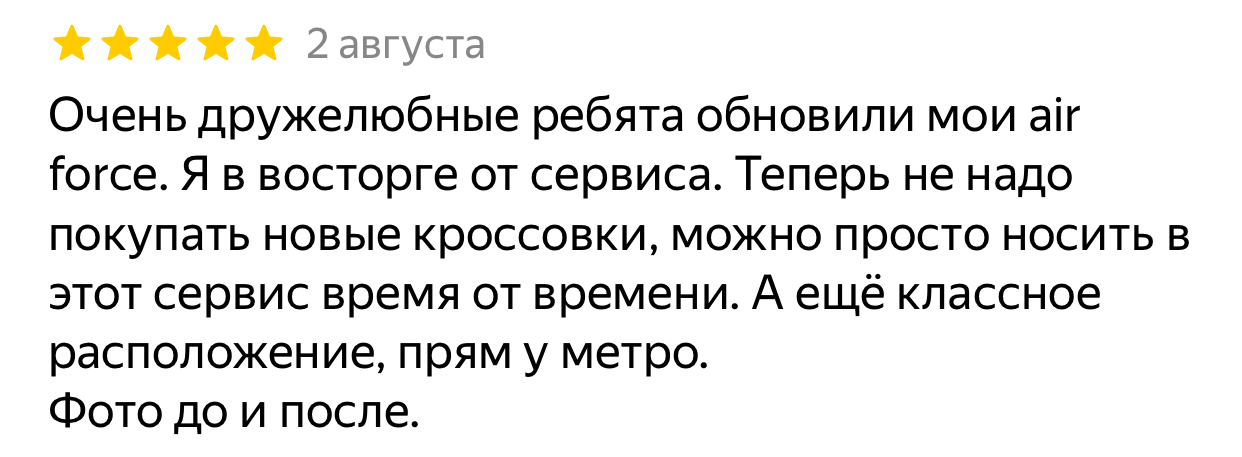 2 августа
Очень дружелюбные ребята обновили мои air
force. Я в восторге от сервиса. Теперь не надо
покупать новые кроссовки, можно просто носить в
этот сервис время от времени. А ещё классное
расположение, прям у метро.
Фото до и после.